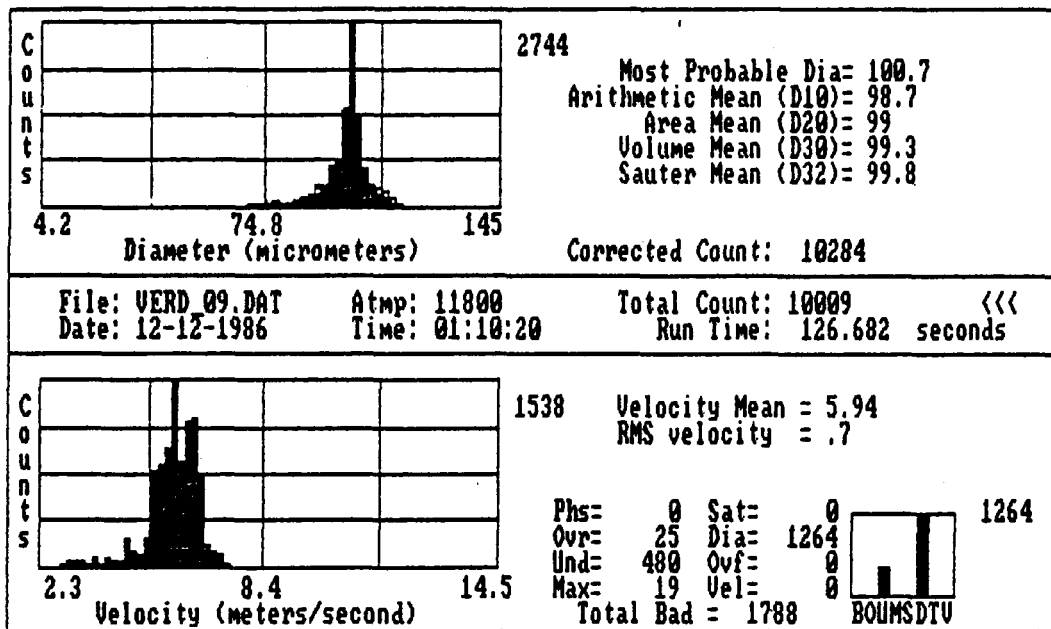 Counts
2744
Most Probable Dia= 100.7
Arithmetic Mean (D10)= 98.7
Area Mean (D20)= 99
Volume Mean (D30)= 99.3
Sauter Mean (D32)= 99.8
4.2 74.8 145
Diameter (micrometers)
Corrected Count: 10284
File: VERD_09.DAT Atmp: 11800 Total Count: 10009 <<<
Date: 12-12-1986 Time: 01:10:20 Run Time: 126.682 seconds
Counts
1538
Velocity Mean = 5.94
RMS velocity = .7
2.3 8.4 14.5
Velocity (meters/second)
Phs= 0 Sat= 0
Ovr= 25 Dia= 1264
Und= 480 Ovf= 0
Max= 19 Vel= 0
Total Bad = 1788
1264
BOUMSDTV